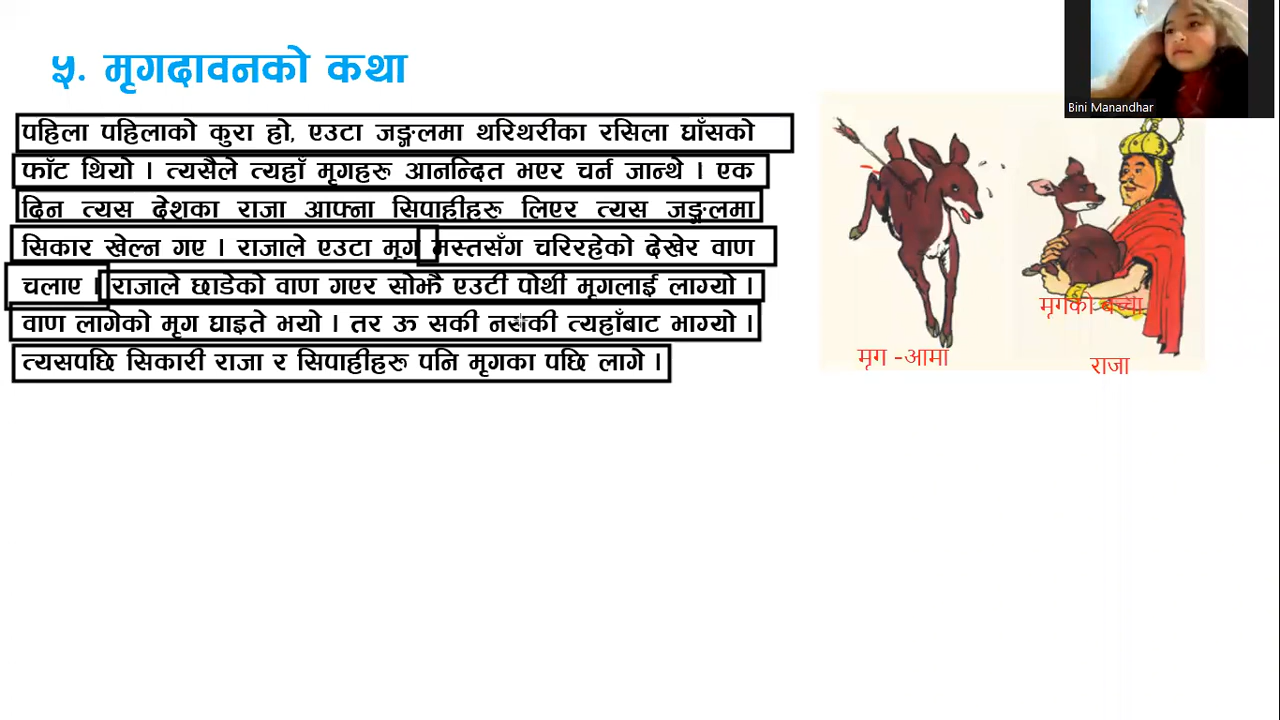 ५. मृगदावनको कथा
Bini Manandhar
पहिला पहिलाको कुरा हो, एउटा जङ्गलमा थरिथरीका रसिला घाँसको
फाँट थियो । त्यसैले त्यहाँ मृगहरू आनन्दित भएर चर्न जान्थे । एक
दिन त्यस देशका राजा आफ्ना सिपाहीहरू लिएर त्यस जङ्गलमा
सिकार खेल्न गए । राजाले एउटा मृग मस्तसँग चरिरहेको देखेर वाण
चलाए । राजाले छाडेको वाण गएर सोझै एउटी पोथी मृगलाई लाग्यो ।
वाण लागेको मृग घाइते भयो । तर ऊ सकी नसकी त्यहाँबाट भाग्यो ।
त्यसपछि सिकारी राजा र सिपाहीहरू पनि मृगका पछि लागे ।
मृगको बच्चा
मृग -आमा
राजा